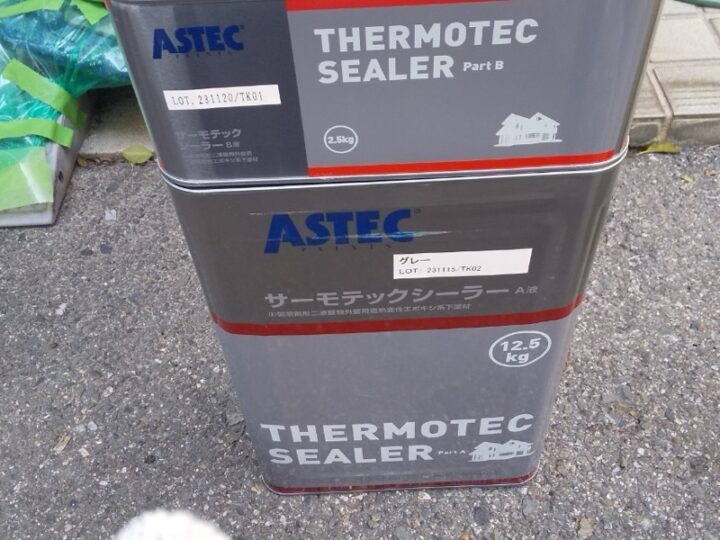 ASTEC
PAINTS
THERMOTEC
SEALER Part B
LOT. 231120/TK01
サーモテック
シーラー B液
2.5kg
ASTEC
PAINTS
グレー
LOT: 231115/TK02
サーモテックシーラー A液
12.5
kg
THERMOTEC
SEALER Part A